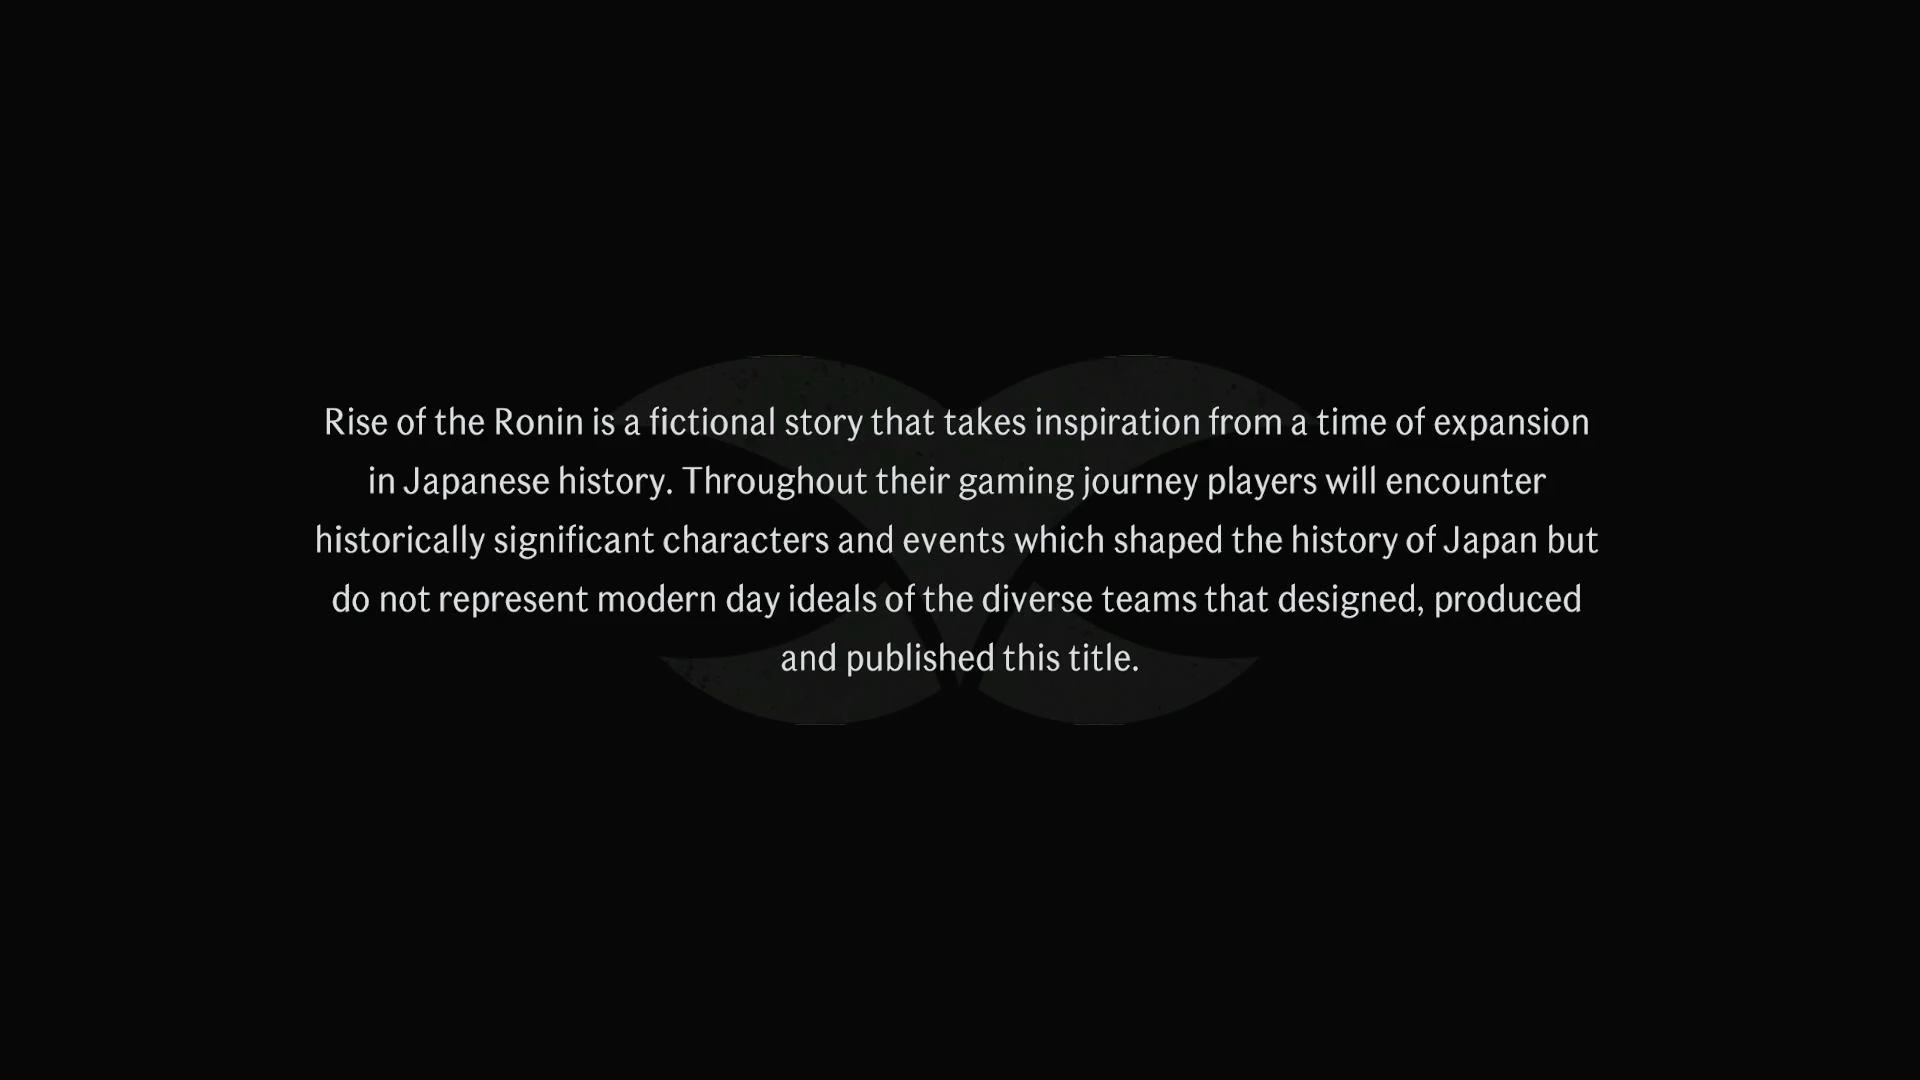 Rise of the Ronin is a fictional story that takes inspiration from a time of expansion
in Japanese history. Throughout their gaming journey players will encounter
historically significant characters and events which shaped the history of Japan but
do not represent modern day ideals of the diverse teams that designed, produced
and published this title.